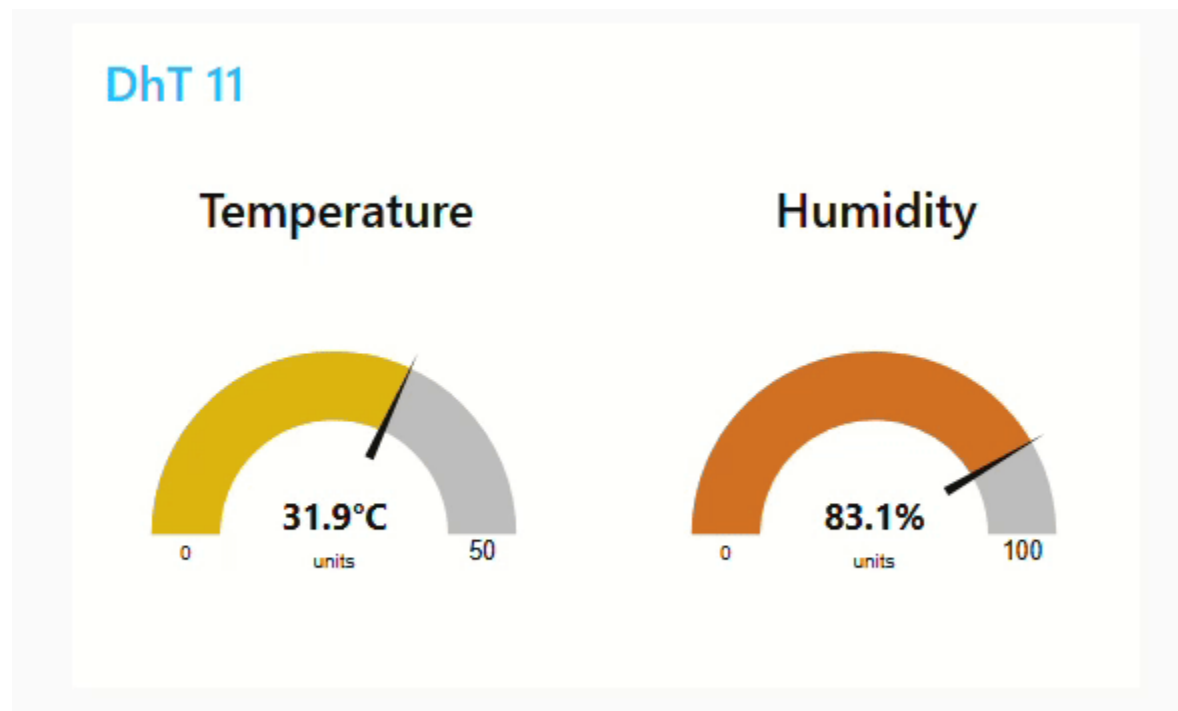 DhT 11
Temperature
Humidity
31.9°C
0
50
units
83.1%
0
100
units